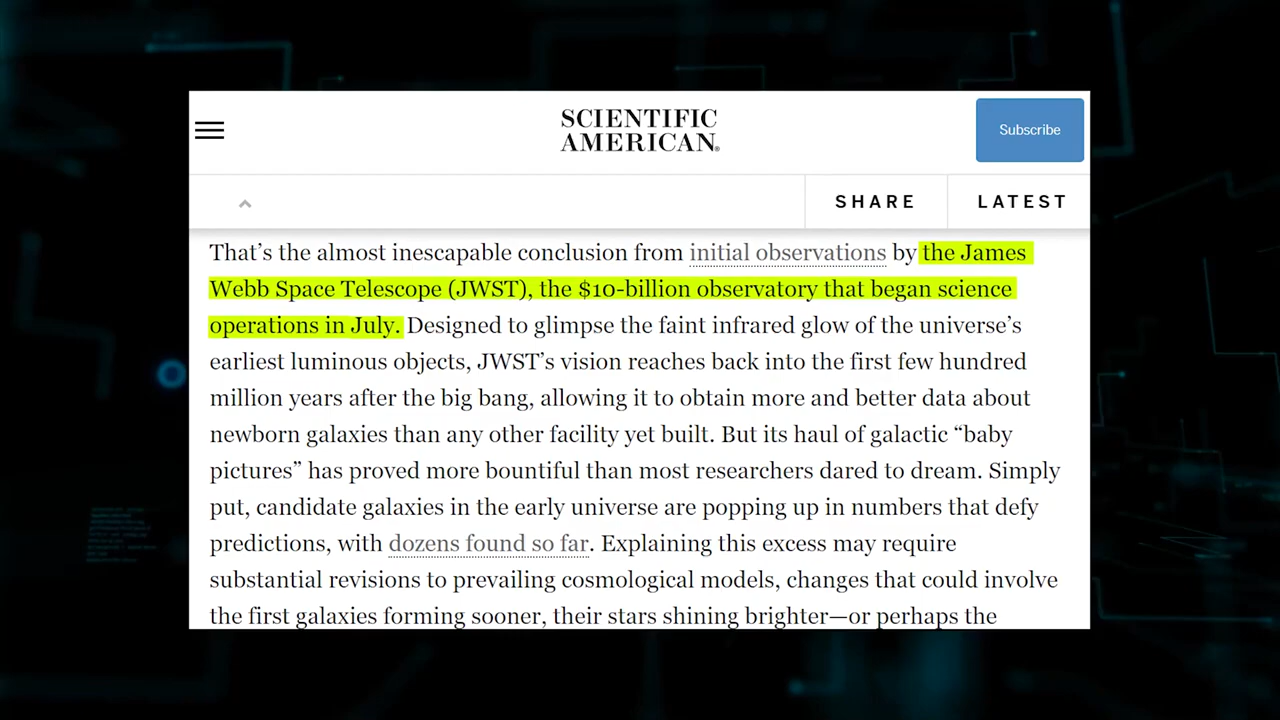 SCIENTIFIC
AMERICAN®
Subscribe
SHARE
LATEST
That’s the almost inescapable conclusion from initial observations by the James
Webb Space Telescope (JWST), the $10-billion observatory that began science
operations in July. Designed to glimpse the faint infrared glow of the universe’s
earliest luminous objects, JWST’s vision reaches back into the first few hundred
million years after the big bang, allowing it to obtain more and better data about
newborn galaxies than any other facility yet built. But its haul of galactic “baby
pictures” has proved more bountiful than most researchers dared to dream. Simply
put, candidate galaxies in the early universe are popping up in numbers that defy
predictions, with dozens found so far. Explaining this excess may require
substantial revisions to prevailing cosmological models, changes that could involve
the first galaxies forming sooner, their stars shining brighter—or perhaps the